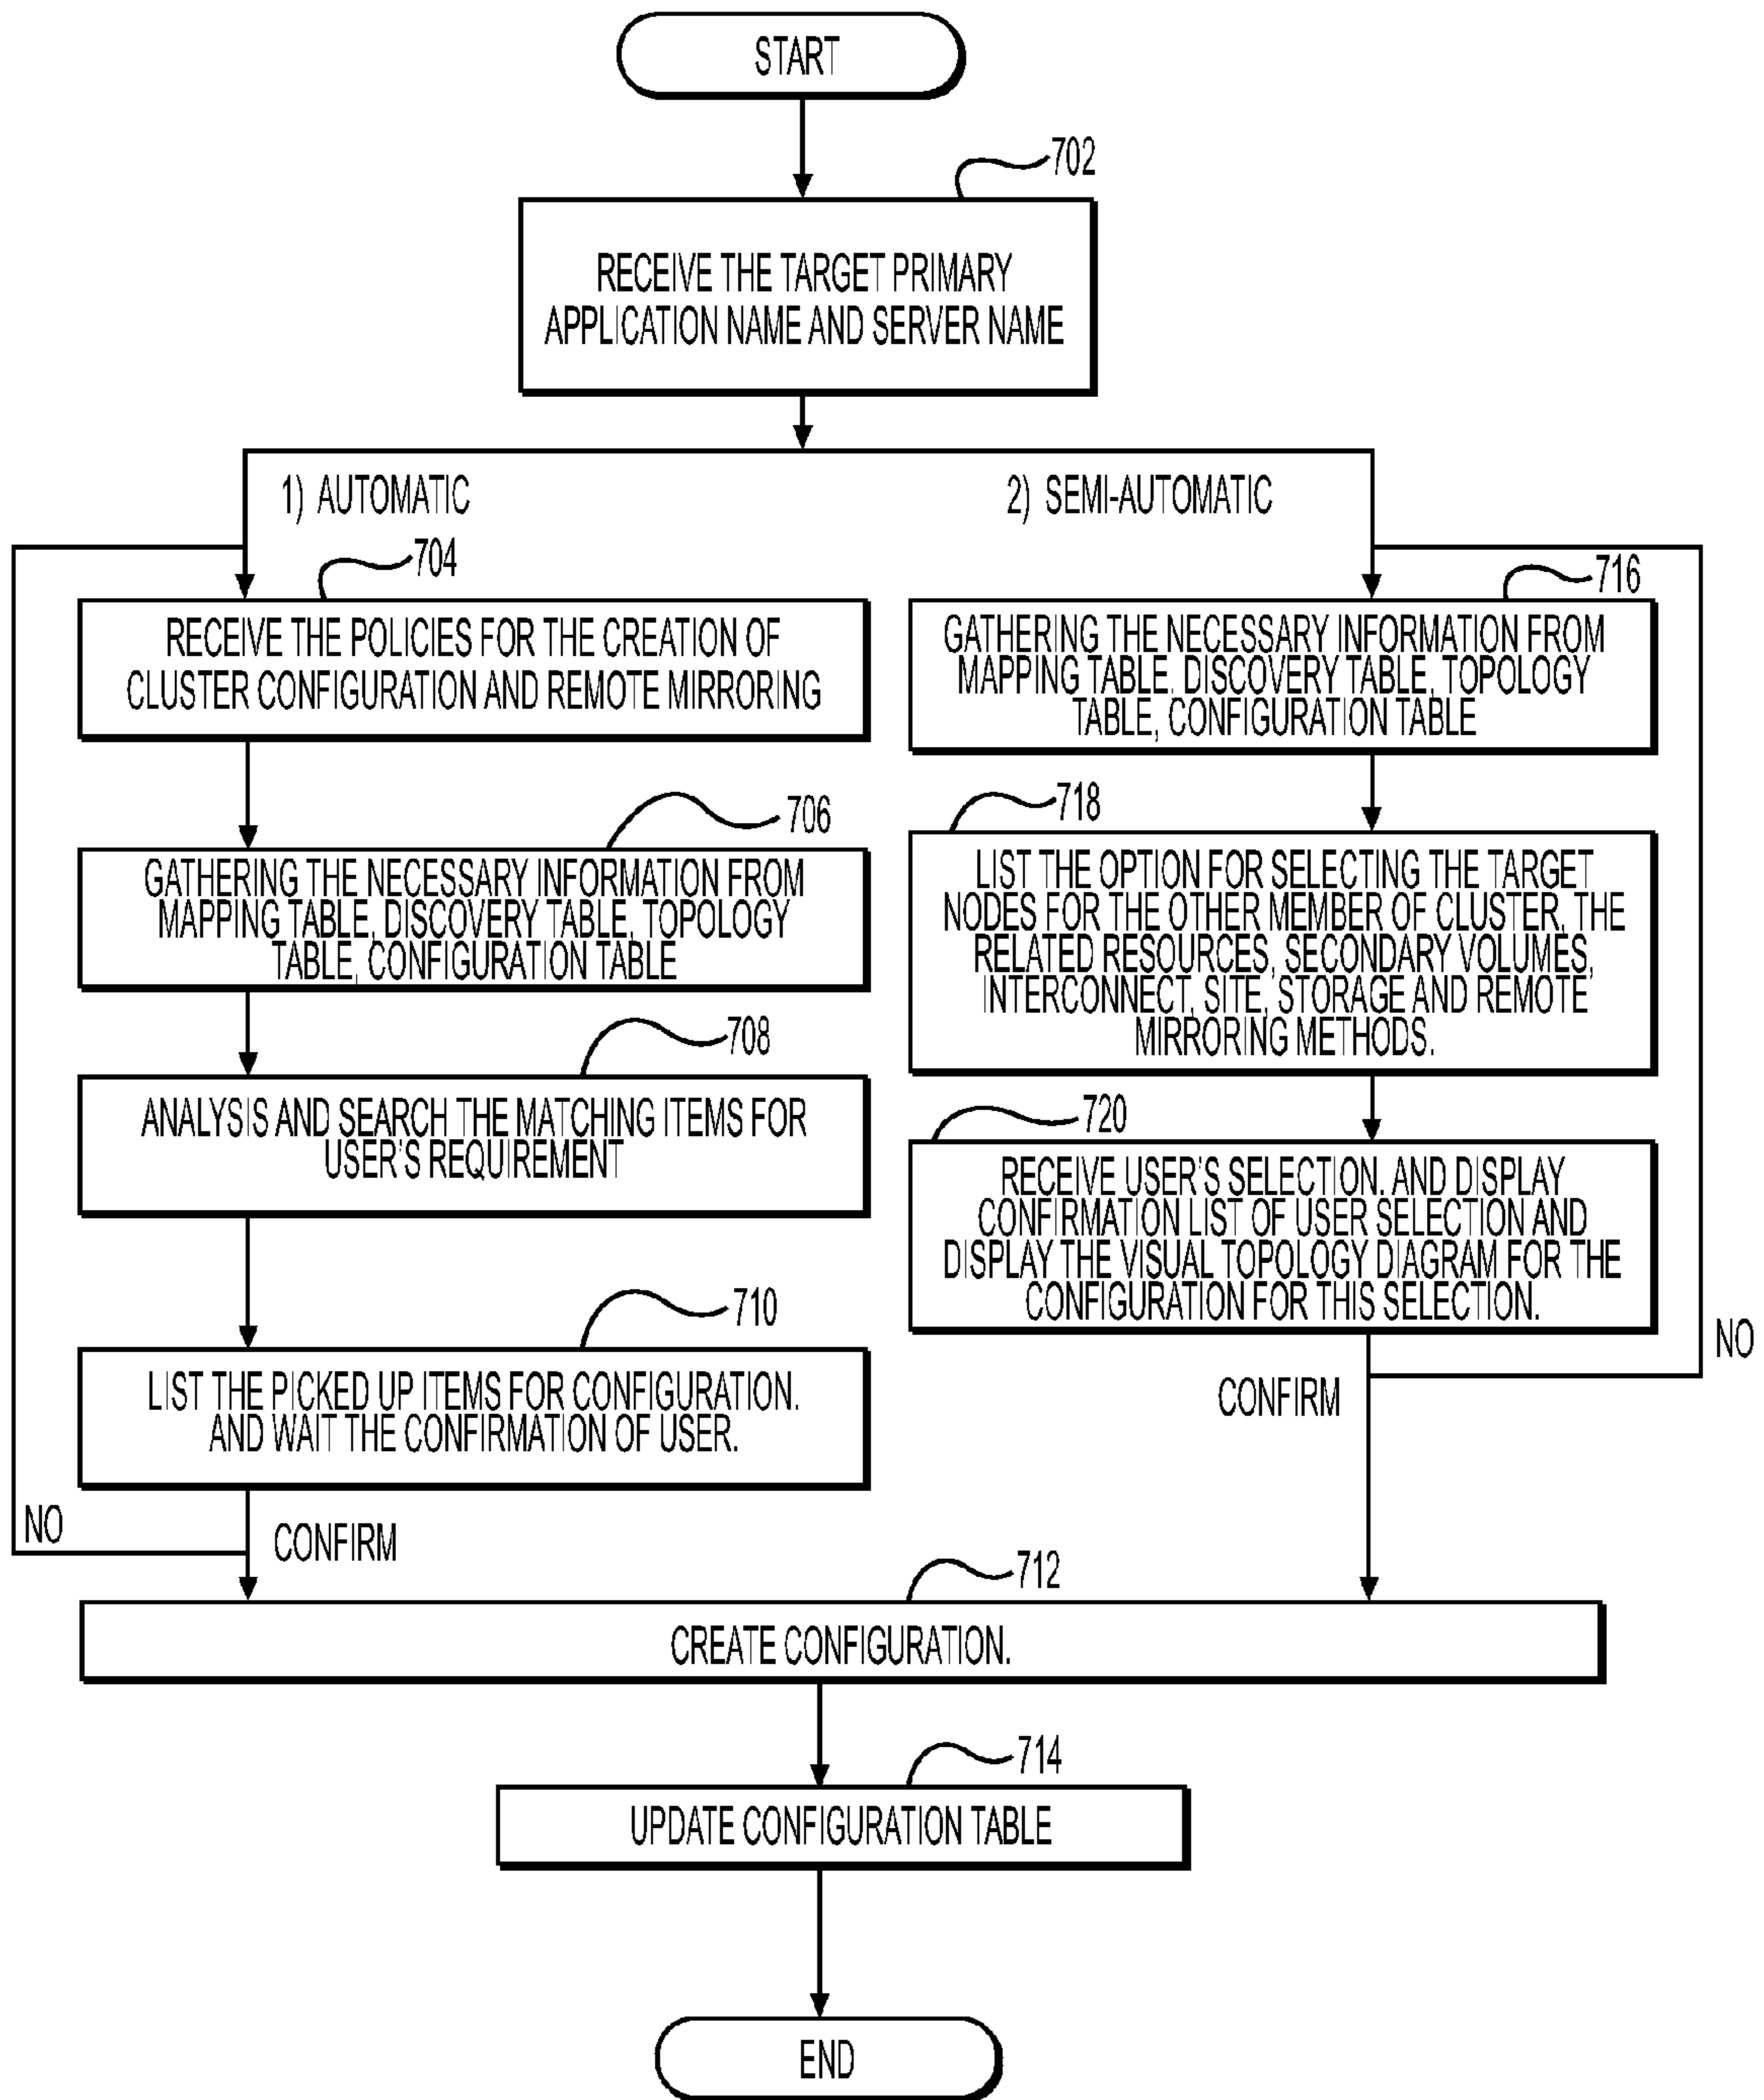 START
702
RECEIVE THE TARGET PRIMARY
APPLICATION NAME AND SERVER NAME
1) AUTOMATIC
2) SEMI-AUTOMATIC
704
RECEIVE THE POLICIES FOR THE CREATION OF
CLUSTER CONFIGURATION AND REMOTE MIRRORING
706
GATHERING THE NECESSARY INFORMATION FROM
MAPPING TABLE, DISCOVERY TABLE, TOPOLOGY
TABLE, CONFIGURATION TABLE
708
ANALYSIS AND SEARCH THE MATCHING ITEMS FOR
USER'S REQUIREMENT
710
LIST THE PICKED UP ITEMS FOR CONFIGURATION.
AND WAIT THE CONFIRMATION OF USER.
NO
CONFIRM
716
GATHERING THE NECESSARY INFORMATION FROM
MAPPING TABLE, DISCOVERY TABLE, TOPOLOGY
TABLE, CONFIGURATION TABLE
718
LIST THE OPTION FOR SELECTING THE TARGET
NODES FOR THE OTHER MEMBER OF CLUSTER, THE
RELATED RESOURCES, SECONDARY VOLUMES,
INTERCONNECT, SITE, STORAGE AND REMOTE
MIRRORING METHODS.
720
RECEIVE USER'S SELECTION. AND DISPLAY
CONFIRMATION LIST OF USER SELECTION AND
DISPLAY THE VISUAL TOPOLOGY DIAGRAM FOR THE
CONFIGURATION FOR THIS SELECTION.
NO
CONFIRM
712
CREATE CONFIGURATION.
714
UPDATE CONFIGURATION TABLE
END